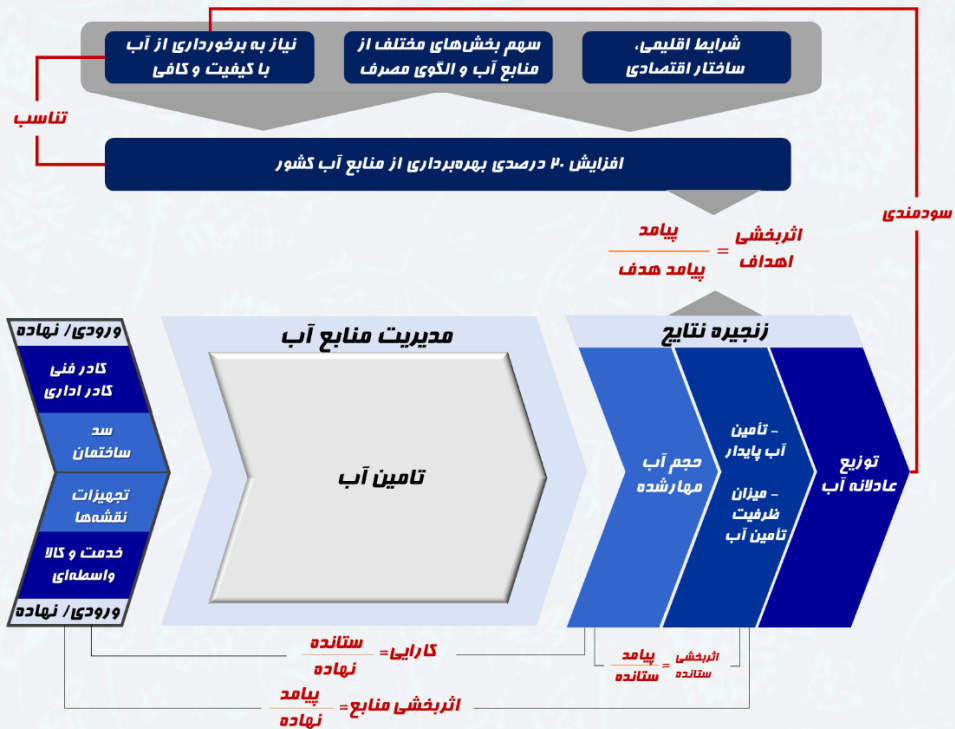 شرایط اقلیمی،
ساختار اقتصادی
سهم بخش‌های مختلف از
منابع آب و الگوی مصرف
نیاز به برخورداری از آب
با کیفیت و کافی
تناسب
افزایش ۲۰ درصدی بهره‌برداری از منابع آب کشور
سودمندی
اثربخشی
اهداف
=
پیامد
پیامد هدف
ورودی/ نهاده
کادر فنی
کادر اداری
سد
ساختمان
تجهیزات
نقشه‌ها
خدمت و کالا
واسطه‌ای
ورودی/ نهاده
مدیریت منابع آب
تامین آب
زنجیره نتایج
حجم آب
مهارشده
- تأمین
آب پایدار
- میزان
ظرفیت
تأمین آب
توزیع
عادلانه آب
کارایی=
ستانده
نهاده
اثربخشی
ستانده
=
پیامد
ستانده
اثربخشی منابع=
پیامد
نهاده